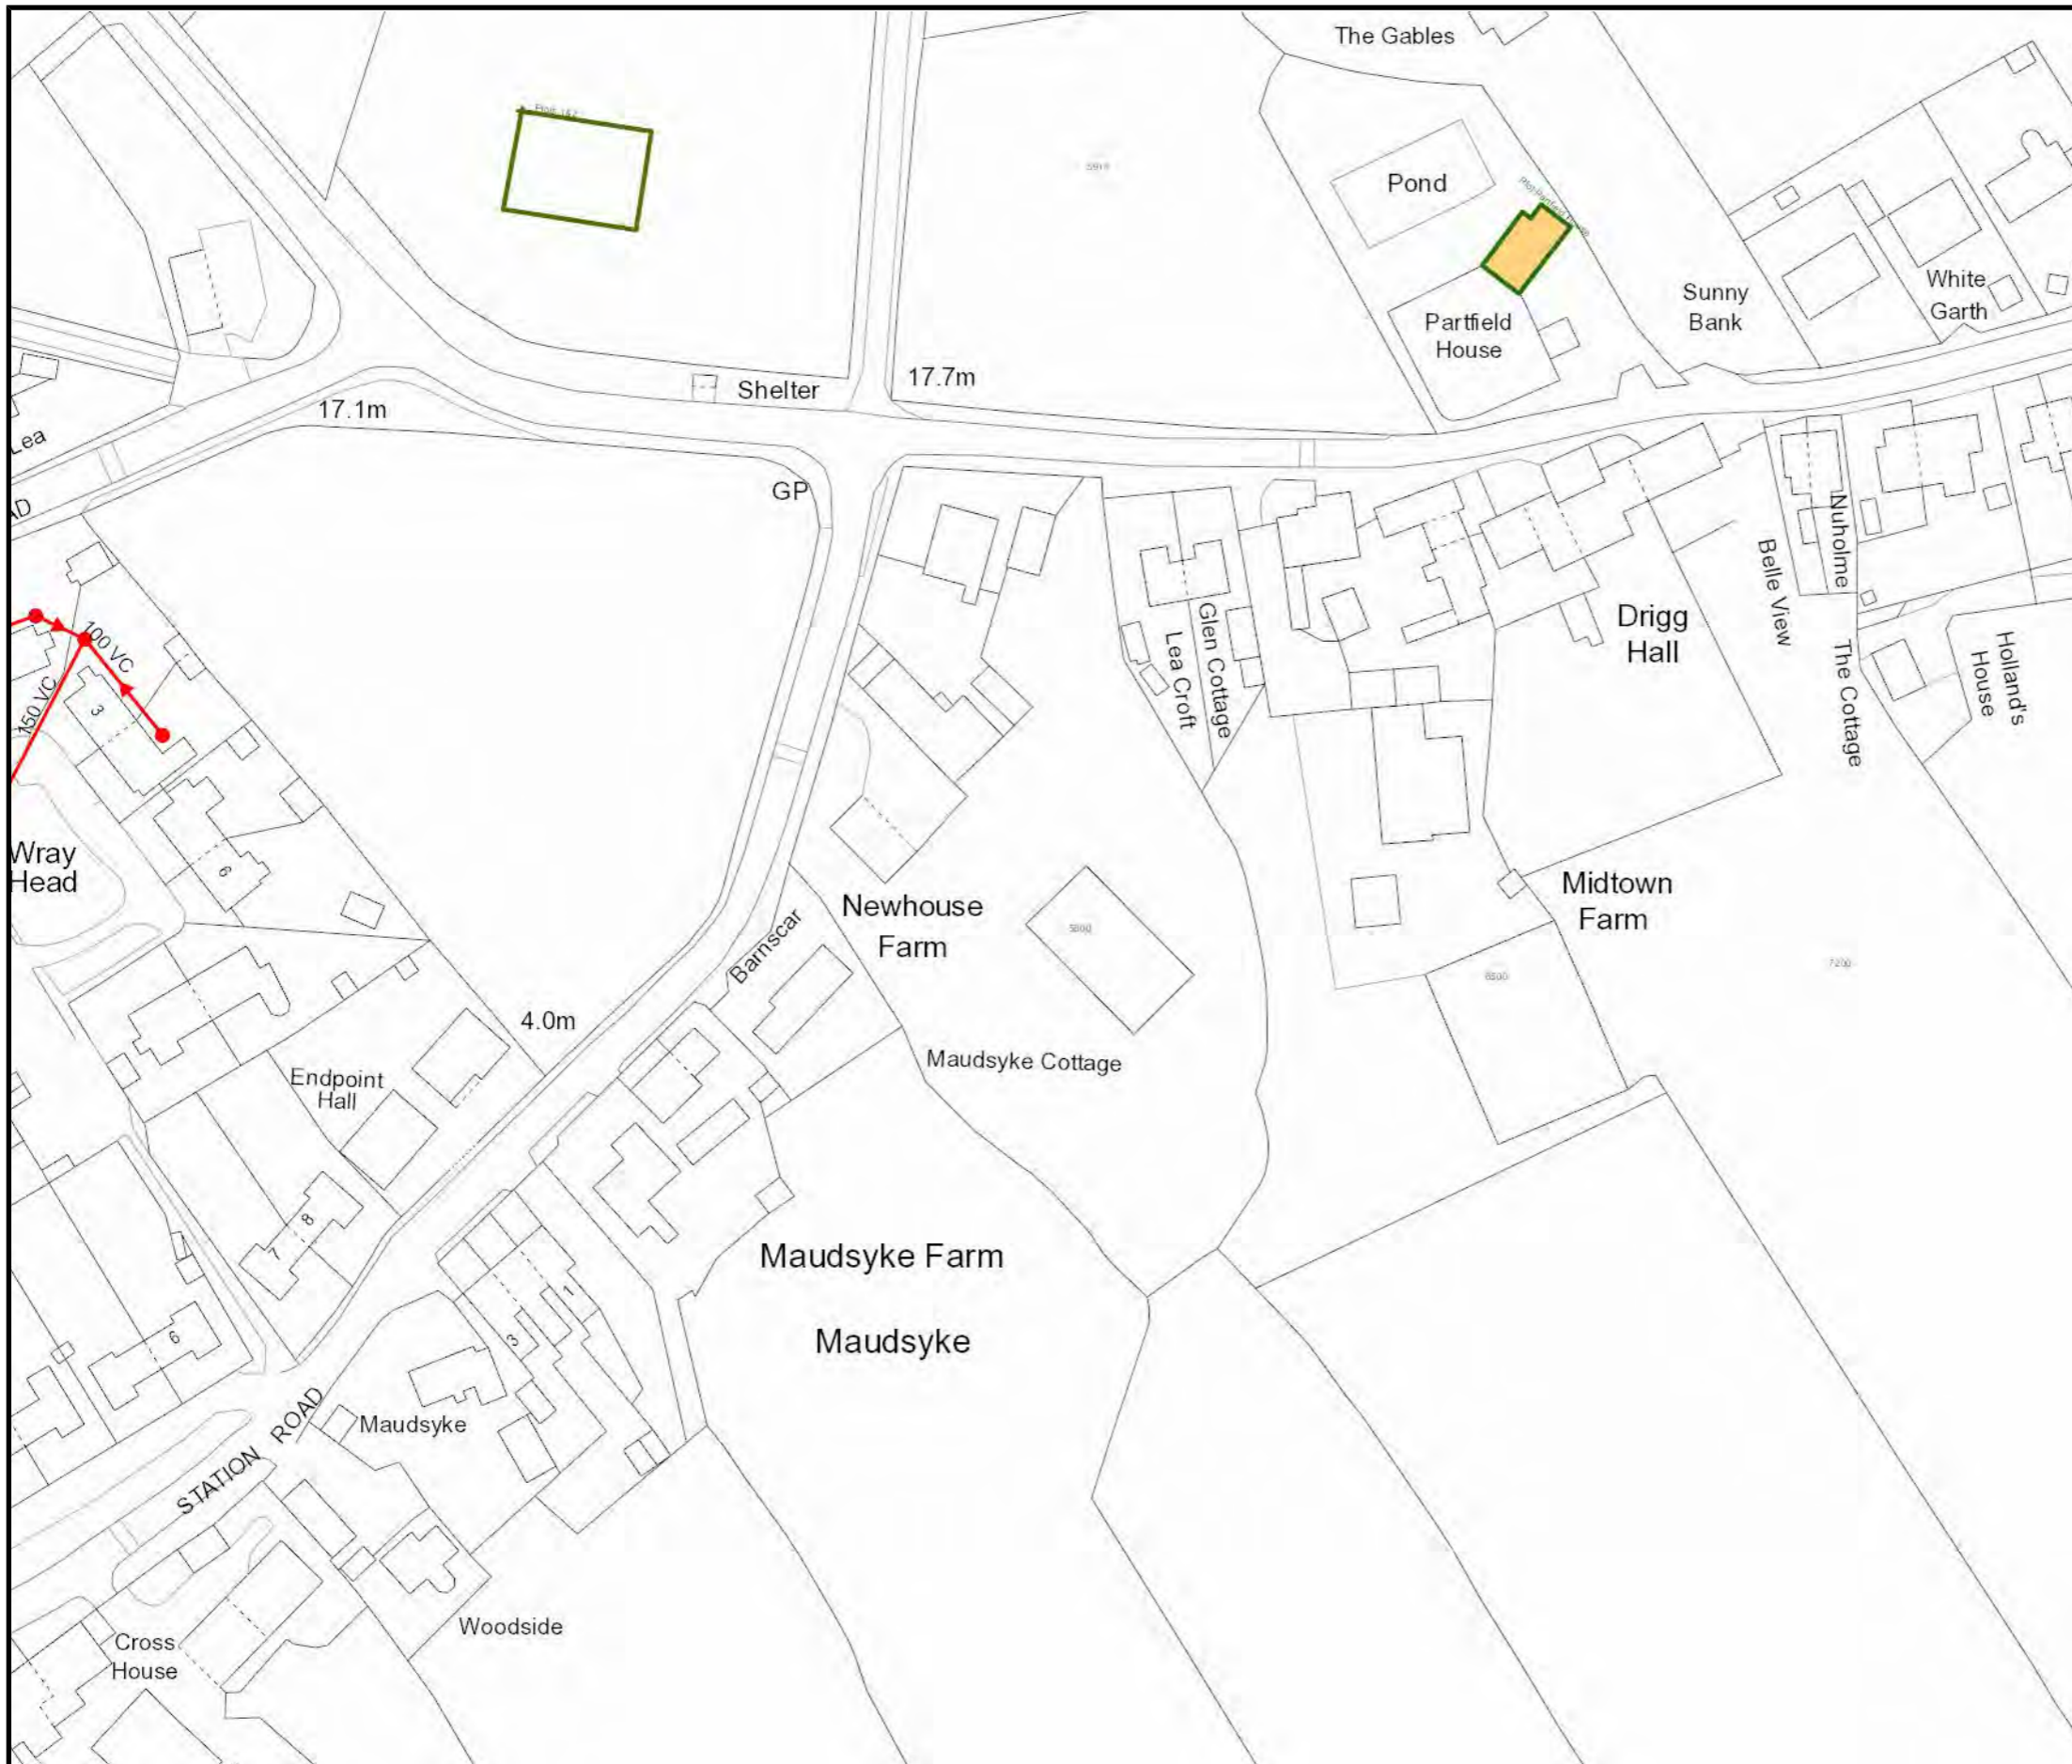 The Gables
Pond
Partfield
House
Sunny
Bank
White
Garth
Shelter
17.7m
17.1m
Lea
GP
Nuholme
Belle View
The Cottage
Holland's
House
Drigg
Hall
Glen Cottage
Lea Croft
100 VC
150 VC
3
6
Wray
Head
Newhouse
Farm
Barnscar
5800
Midtown
Farm
6500
7200
4.0m
Maudsyke Cottage
Endpoint
Hall
8
7
6
1
3
Maudsyke Farm
Maudsyke
Maudsyke
STATION ROAD
Woodside
Cross
House